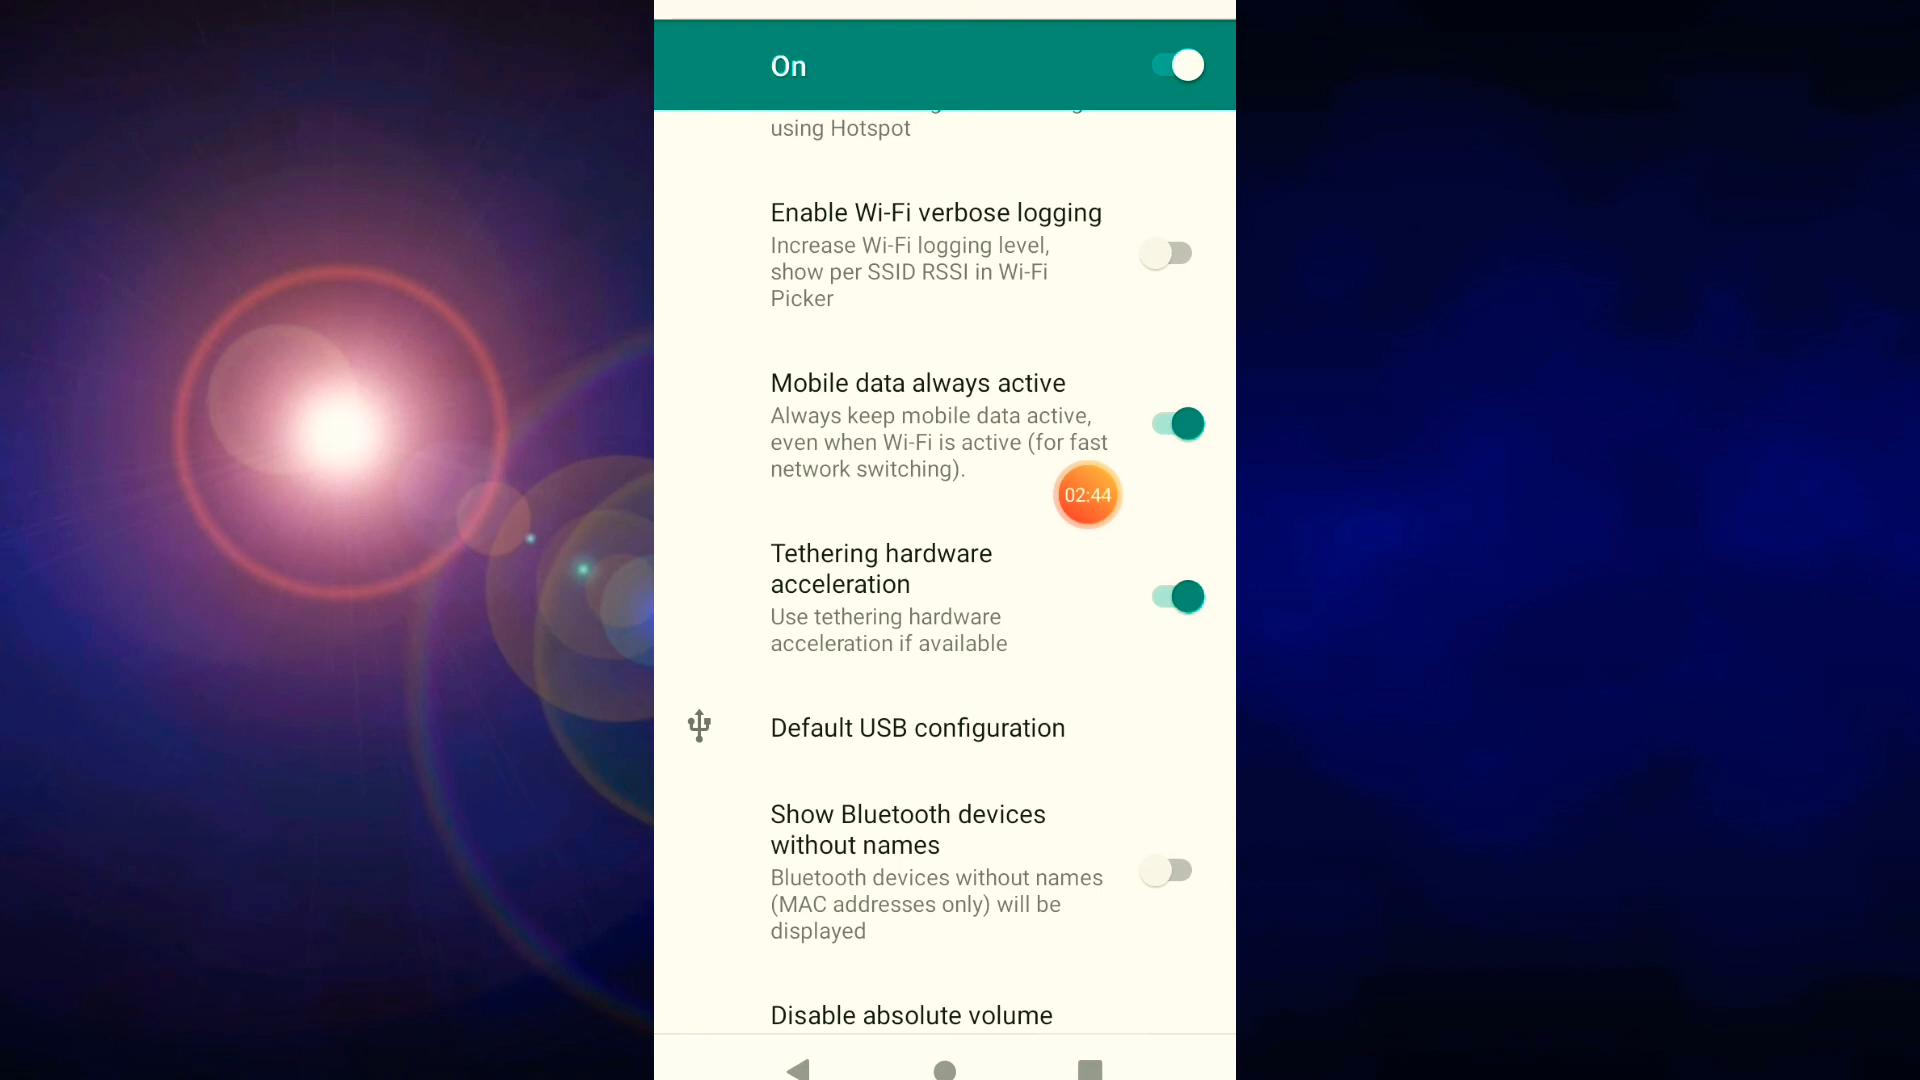 On
using Hotspot
Enable Wi-Fi verbose logging
Increase Wi-Fi logging level,
show per SSID RSSI in Wi-Fi
Picker
Mobile data always active
Always keep mobile data active,
even when Wi-Fi is active (for fast
network switching).
02:44
Tethering hardware
acceleration
Use tethering hardware
acceleration if available
Default USB configuration
Show Bluetooth devices
without names
Bluetooth devices without names
(MAC addresses only) will be
displayed
Disable absolute volume